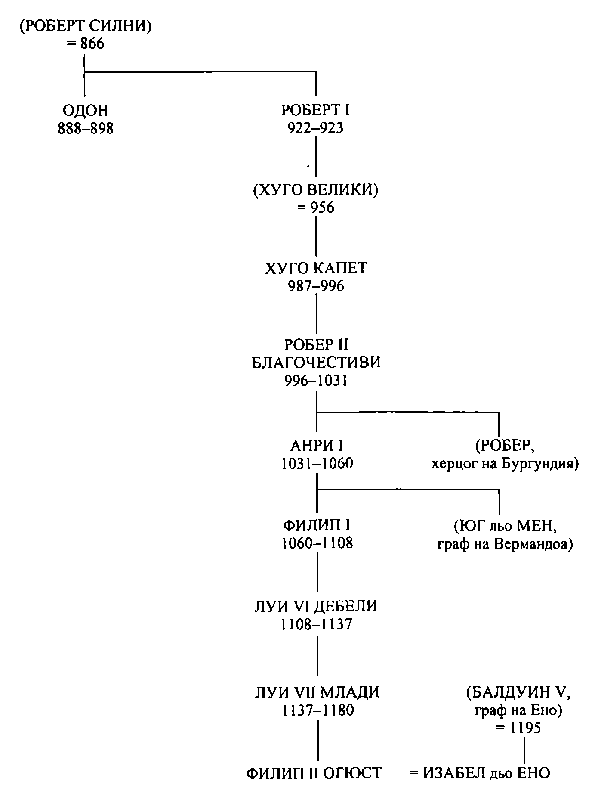 (РОБЕРТ СИЛНИ)
= 866
ОДОН
888–898
РОБЕРТ I
922–923
(ХУГО ВЕЛИКИ)
= 956
ХУГО КАПЕТ
987–996
РОБЕР II
БЛАГОЧЕСТИВИ
996–1031
АНРИ I
1031–1060
(РОБЕР,
херцог на Бургундия)
ФИЛИП I
1060–1108
(ЮГ льо МЕН,
граф на Вермандоа)
ЛУИ VI ДЕБЕЛИ
1108–1137
ЛУИ VII МЛАДИ
1137–1180
(БАЛДУИН V,
граф на Ено)
= 1195
ФИЛИП II ОГЮСТ = ИЗАБЕЛ дьо ЕНО